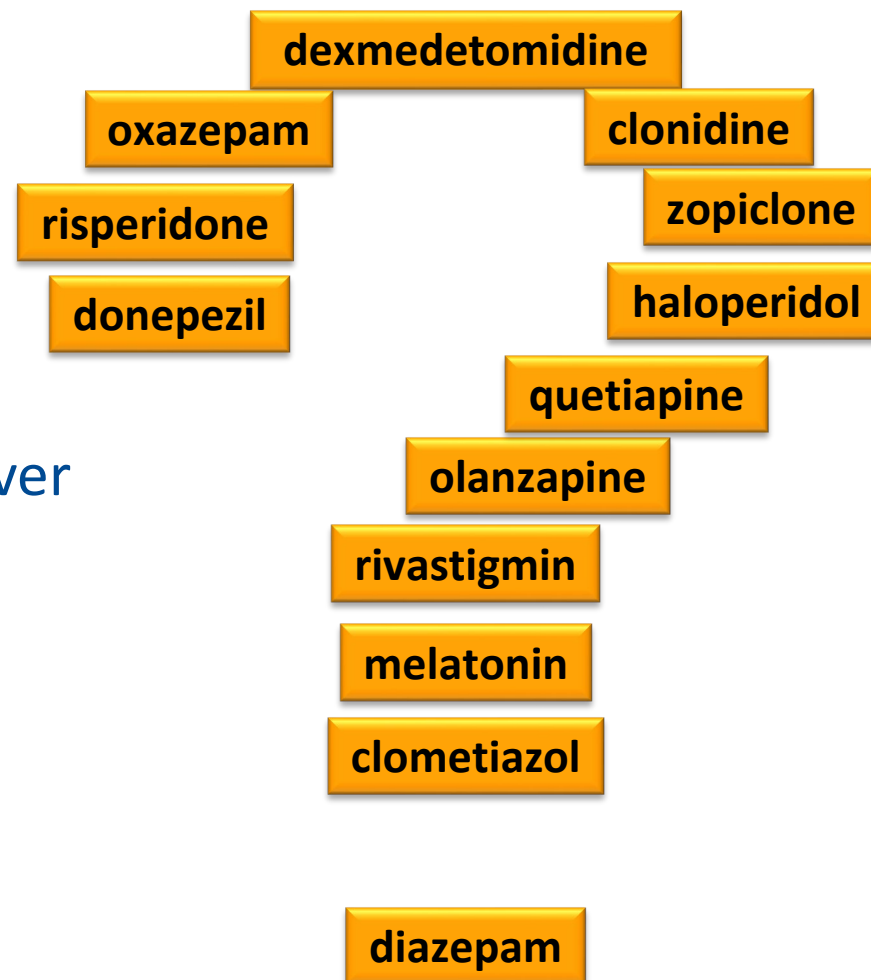 dexmedetomidine
oxazepam
clonidine
risperidone
zopiclone
donepezil
haloperidol
quetiapine
olanzapine
ver
rivastigmin
melatonin
clometiazol
diazepam